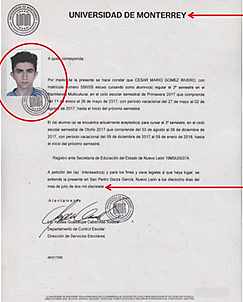 UNIVERSIDAD DE MONTERREY
A quien corresponda:
Por medio de la presente se hace constar que CESAR MARIO GOMEZ RIVERO, con
matrícula número 556003 estuvo cursando como alumno(a) regular el 2º semestre en el
Bachillerato Multicultural, en el ciclo escolar semestral de Primavera 2017 que comprende
del 11 de enero al 26 de mayo de 2017, con periodo vacacional del 27 de mayo al 02 de
agosto de 2017, hasta el inicio del próximo semestre.
El (la) alumno (a) se encuentra actualmente aceptado(a) para cursar el 3º semestre, en el ciclo
escolar semestral de Otoño 2017 que comprende del 03 de agosto al 08 de diciembre de
2017, con periodo vacacional del 09 de diciembre de 2017 al 09 de enero de 2018, hasta
el inicio del próximo semestre.
Registro ante Secretaría de Educación del Estado de Nuevo León
A petición del (la) interesado(a) y para los fines y usos legales a que haya lugar, se
extiende la presente en San Pedro Garza García, Nuevo León a los dieciocho días del
mes de julio de dos mil diecisiete.
Atentamente
Guadalupe Cabanillas
Departamento de Control Escolar
Dirección de Servicios Escolares